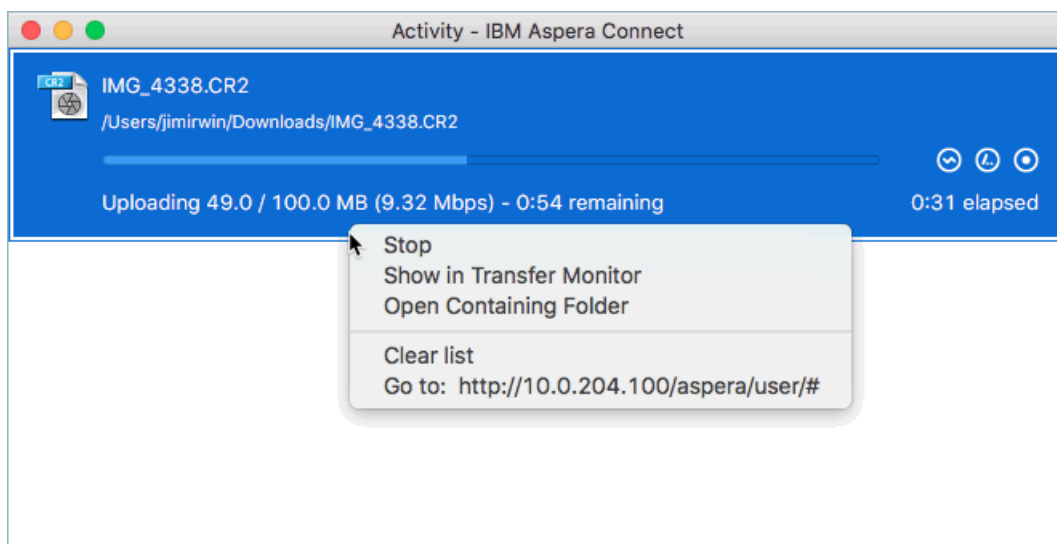 Activity - IBM Aspera Connect
CR2
IMG_4338.CR2
/Users/jimirwin/Downloads/IMG_4338.CR2
Uploading 49.0 / 100.0 MB (9.32 Mbps) - 0:54 remaining
0:31 elapsed
Stop
Show in Transfer Monitor
Open Containing Folder
Clear list
Go to:  http://10.0.204.100/aspera/user/#